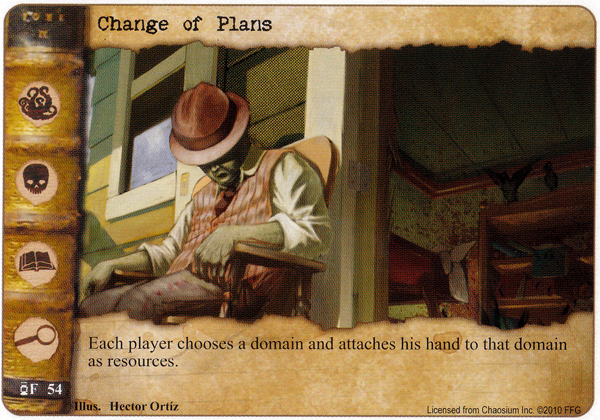 Change of Plans
Each player chooses a domain and attaches his hand to that domain
as resources.
F 54
Illus. Hector Ortíz
Licensed from Chaosium Inc. ©2010 FFG